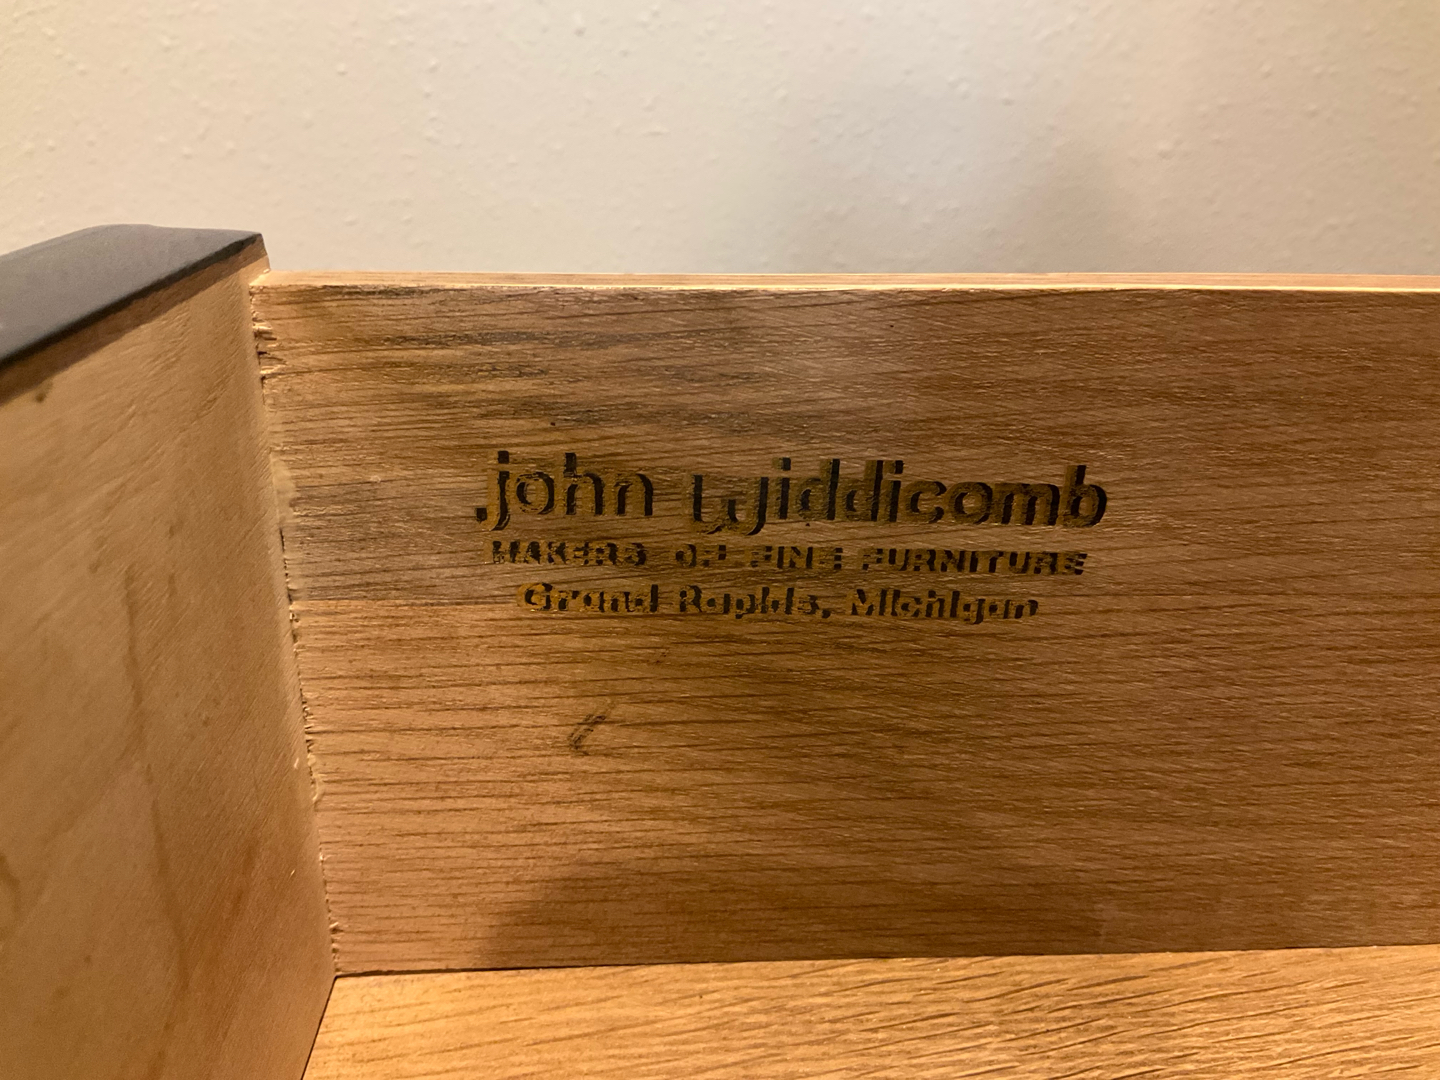 john widdicomb
MAKERS OF FINE FURNITURE
Grand Rapids, Michigan